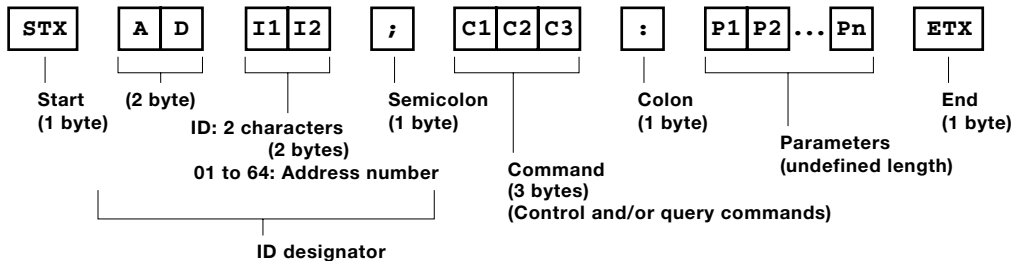 STX A D I1 I2 ; C1 C2 C3 : P1 P2 ... Pn ETX
Start
(1 byte)
(2 byte)
ID: 2 characters
(2 bytes)
01 to 64: Address number
ID designator
Semicolon
(1 byte)
Command
(3 bytes)
(Control and/or query commands)
Colon
(1 byte)
Parameters
(undefined length)
End
(1 byte)